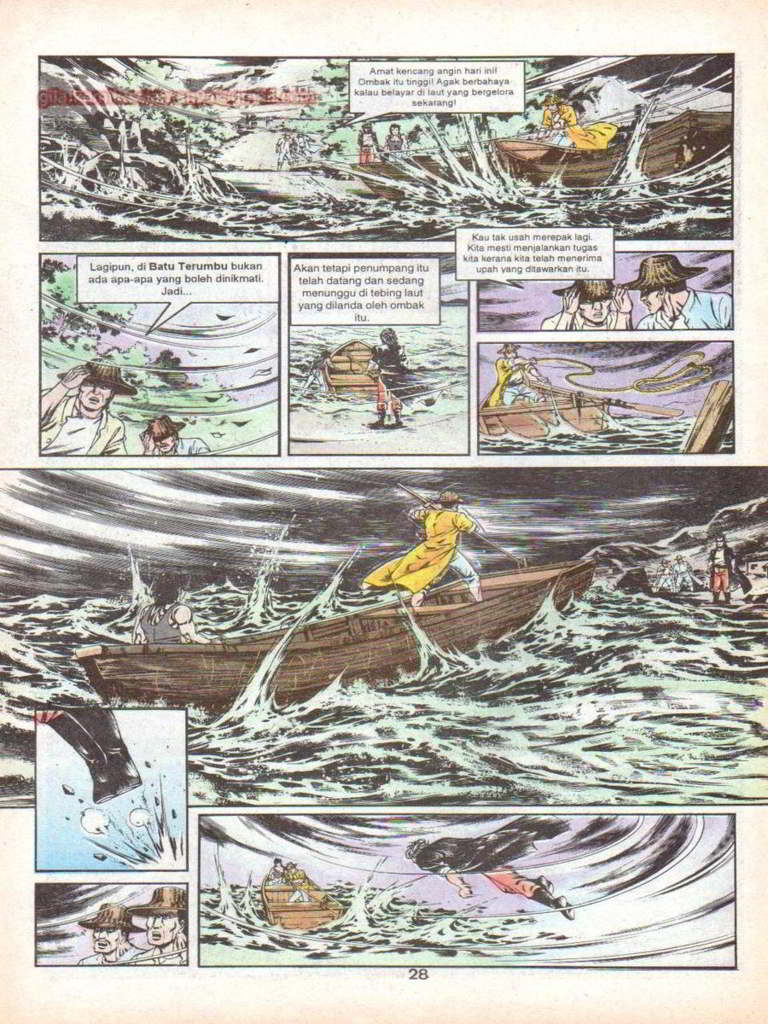 Amat kencang angin hari ini!
Ombak itu tinggi! Agak berbahaya
kalau belayar di laut yang bergelora
sekarang!
Lagipun, di Batu Terumbu bukan
ada apa-apa yang boleh dinikmati.
Jadi...
Akan tetapi penumpang itu
telah datang dan sedang
menunggu di tebing laut
yang dilanda oleh ombak
itu.
Kau tak usah merepak lagi.
Kita mesti menjalankan tugas
kita kerana kita telah menerima
upah yang ditawarkan itu.
28